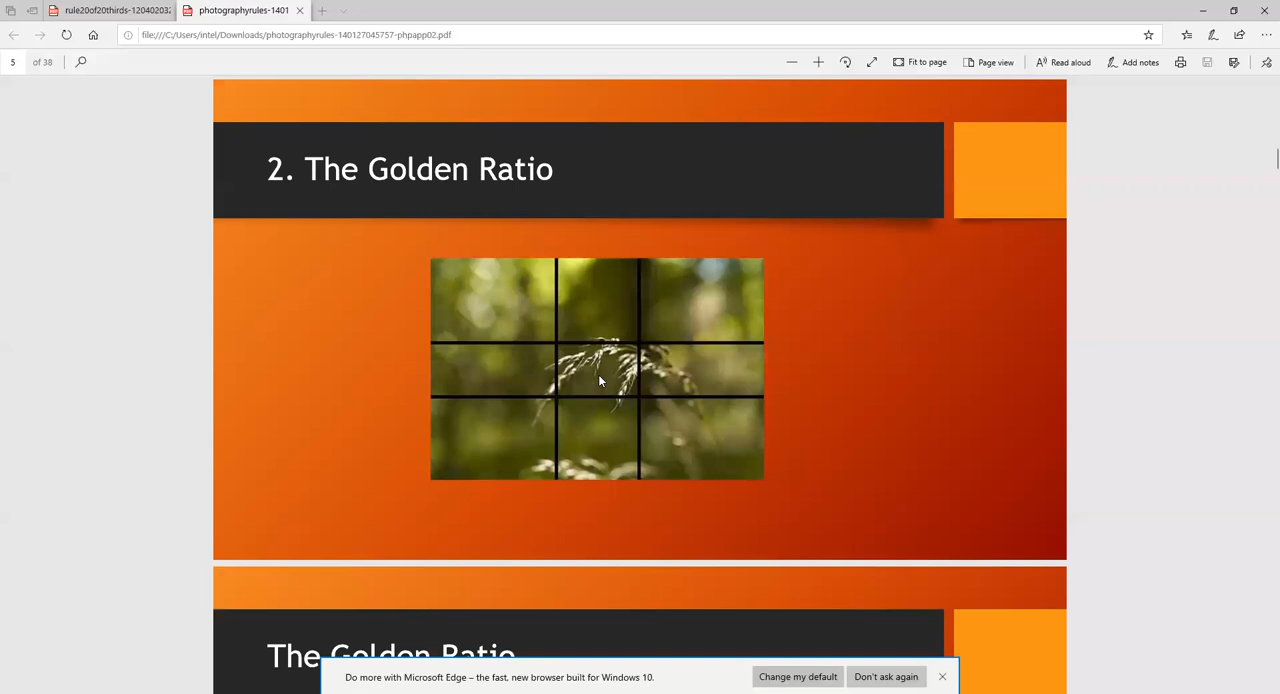 rule20of20thirds-120402032
photographyrules-1401
file:///C:/Users/intel/Downloads/photographyrules-140127045757-phpapp02.pdf
5 of 38
Fit to page
Page view
Read aloud
Add notes
2. The Golden Ratio
The Golden Ratio
Do more with Microsoft Edge – the fast, new browser built for Windows 10.
Change my default
Don't ask again